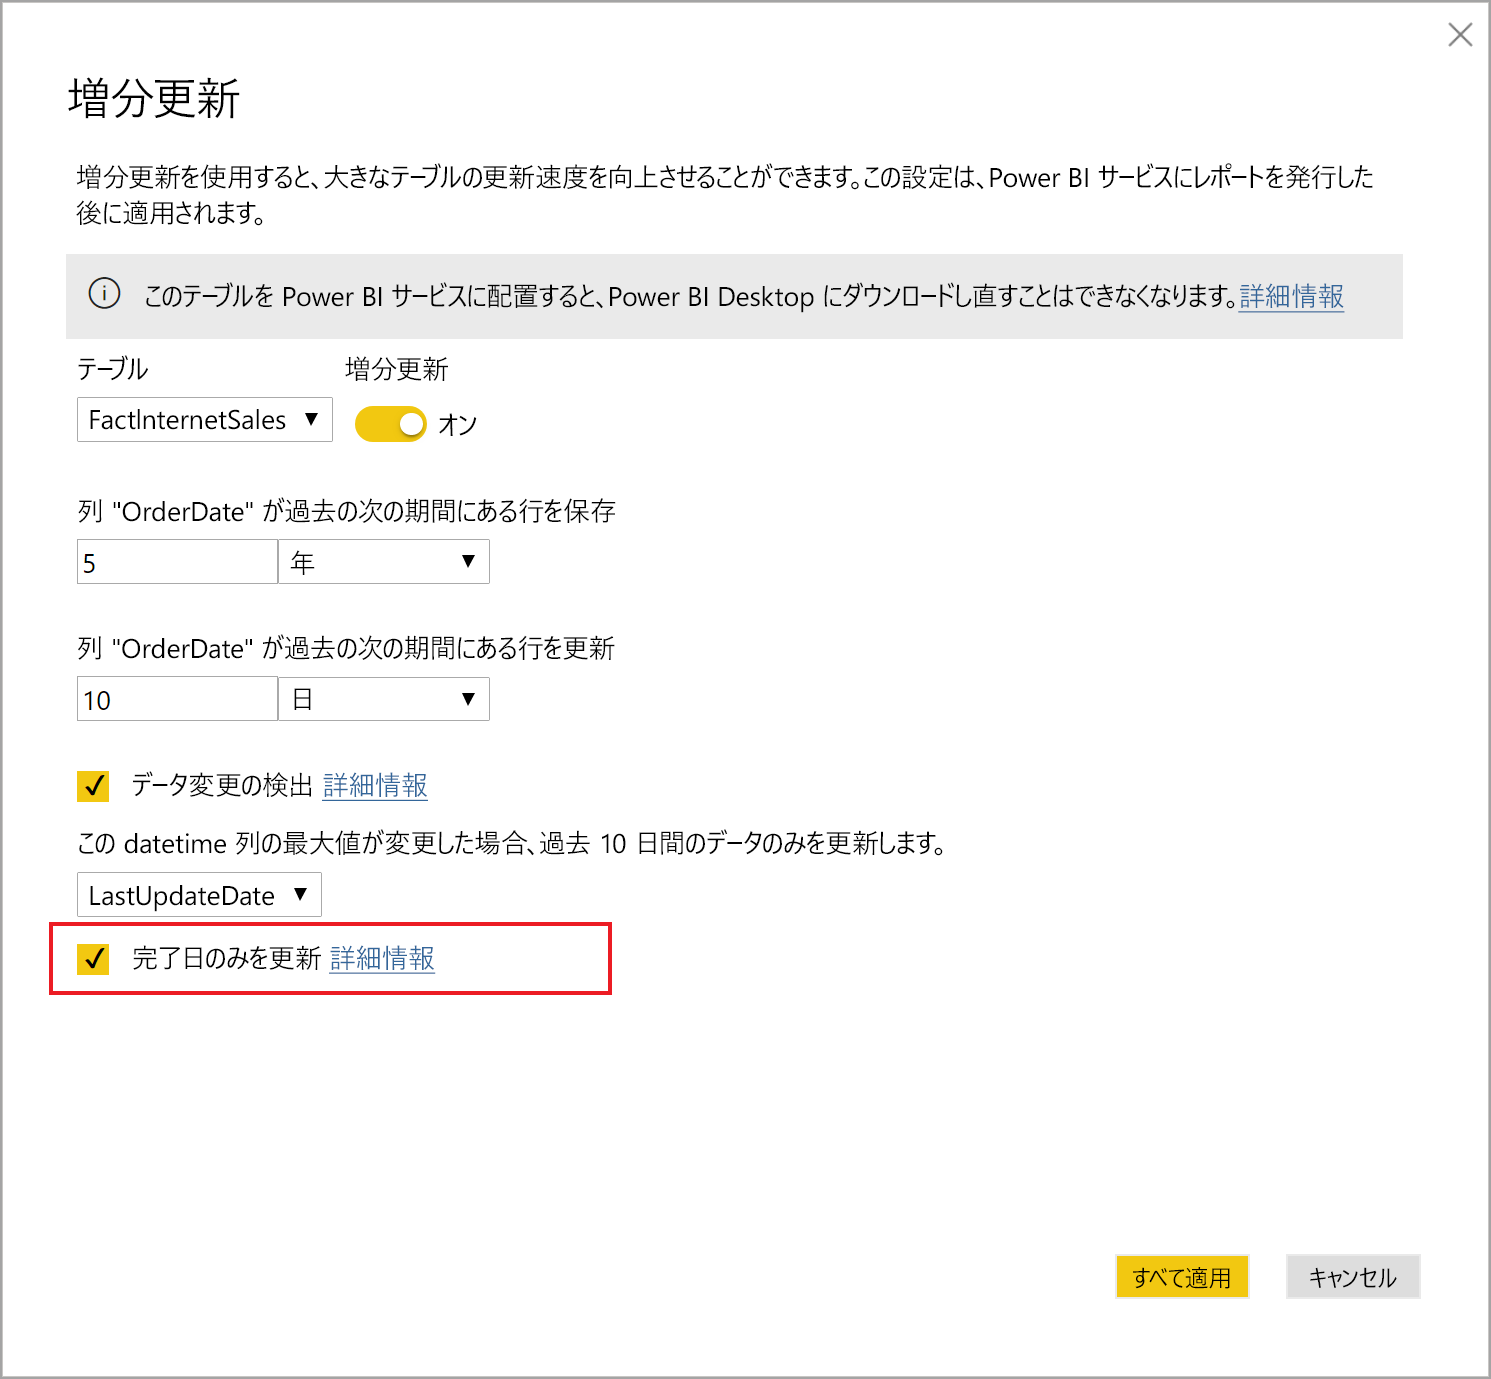 増分更新
増分更新を使用すると、大きなテーブルの更新速度を向上させることができます。この設定は、Power BI サービスにレポートを発行した
後に適用されます。
このテーブルを Power BI サービスに配置すると、Power BI Desktop にダウンロードし直すことはできなくなります。詳細情報
テーブル 増分更新
FactInternetSales オン
列 "OrderDate" が過去の次の期間にある行を保存
5 年
列 "OrderDate" が過去の次の期間にある行を更新
10 日
データ変更の検出 詳細情報
この datetime 列の最大値が変更した場合、過去 10 日間のデータのみを更新します。
LastUpdateDate
完了日のみを更新 詳細情報
すべて適用 キャンセル